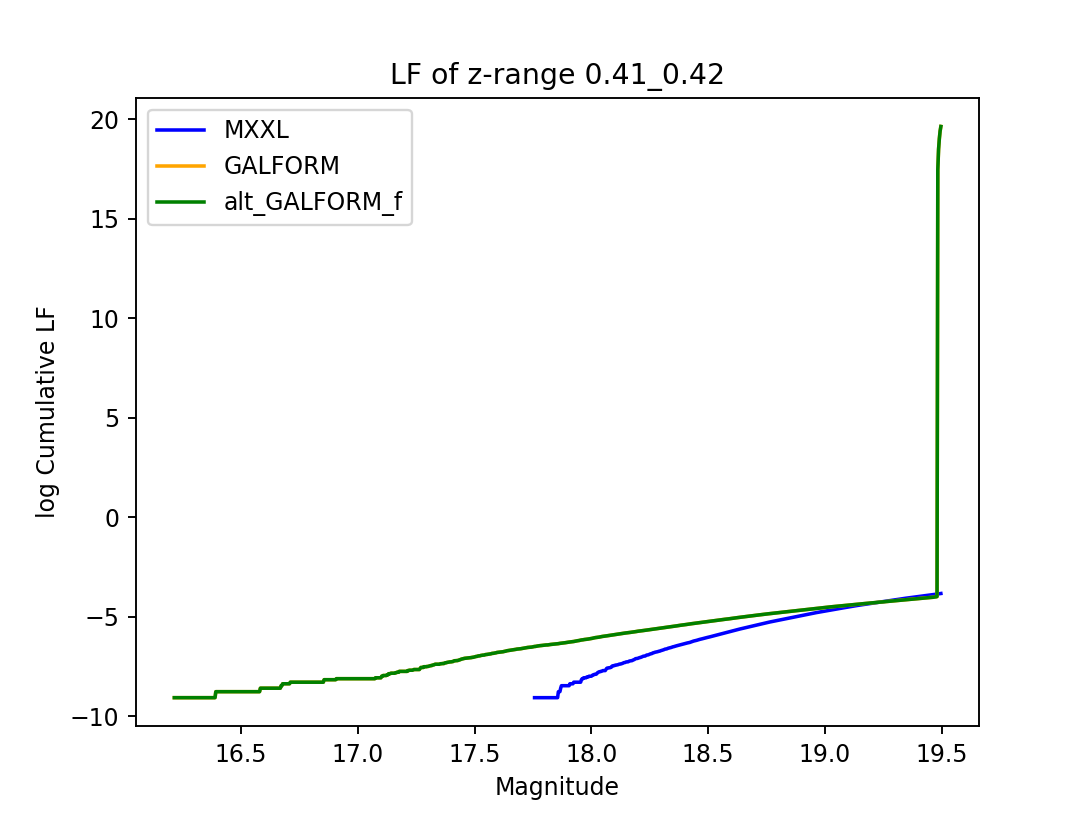 LF of z-range 0.41_0.42
MXXL
GALFORM
alt_GALFORM_f
20
15
10
5
0
−5
−10
log Cumulative LF
16.5 17.0 17.5 18.0 18.5 19.0 19.5
Magnitude